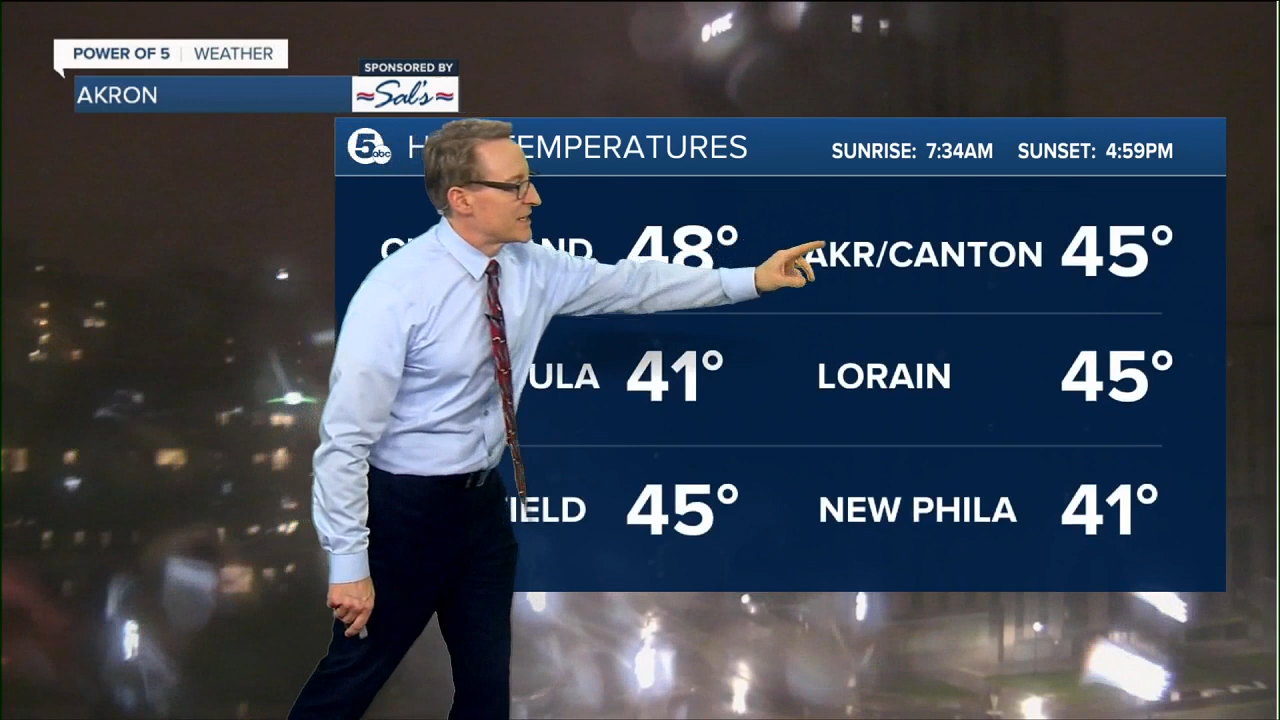 POWER OF 5 | WEATHER
SPONSORED BY
AKRON
Sal's
5 abc
TEMPERATURES
SUNRISE: 7:34AM SUNSET: 4:59PM
48° AKR/CANTON 45°
41° LORAIN 45°
45° NEW PHILA 41°